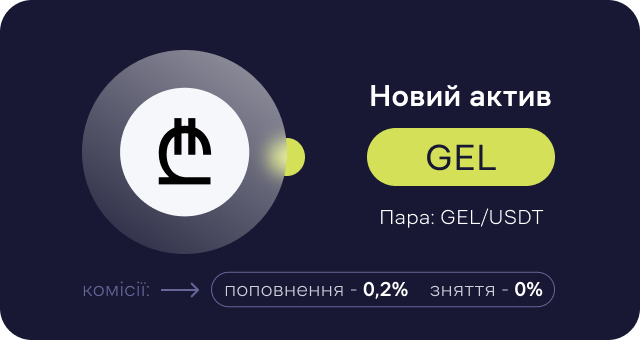 ₾
Новий актив
GEL
Пара: GEL/USDT
комісії: поповнення - 0,2% зняття - 0%